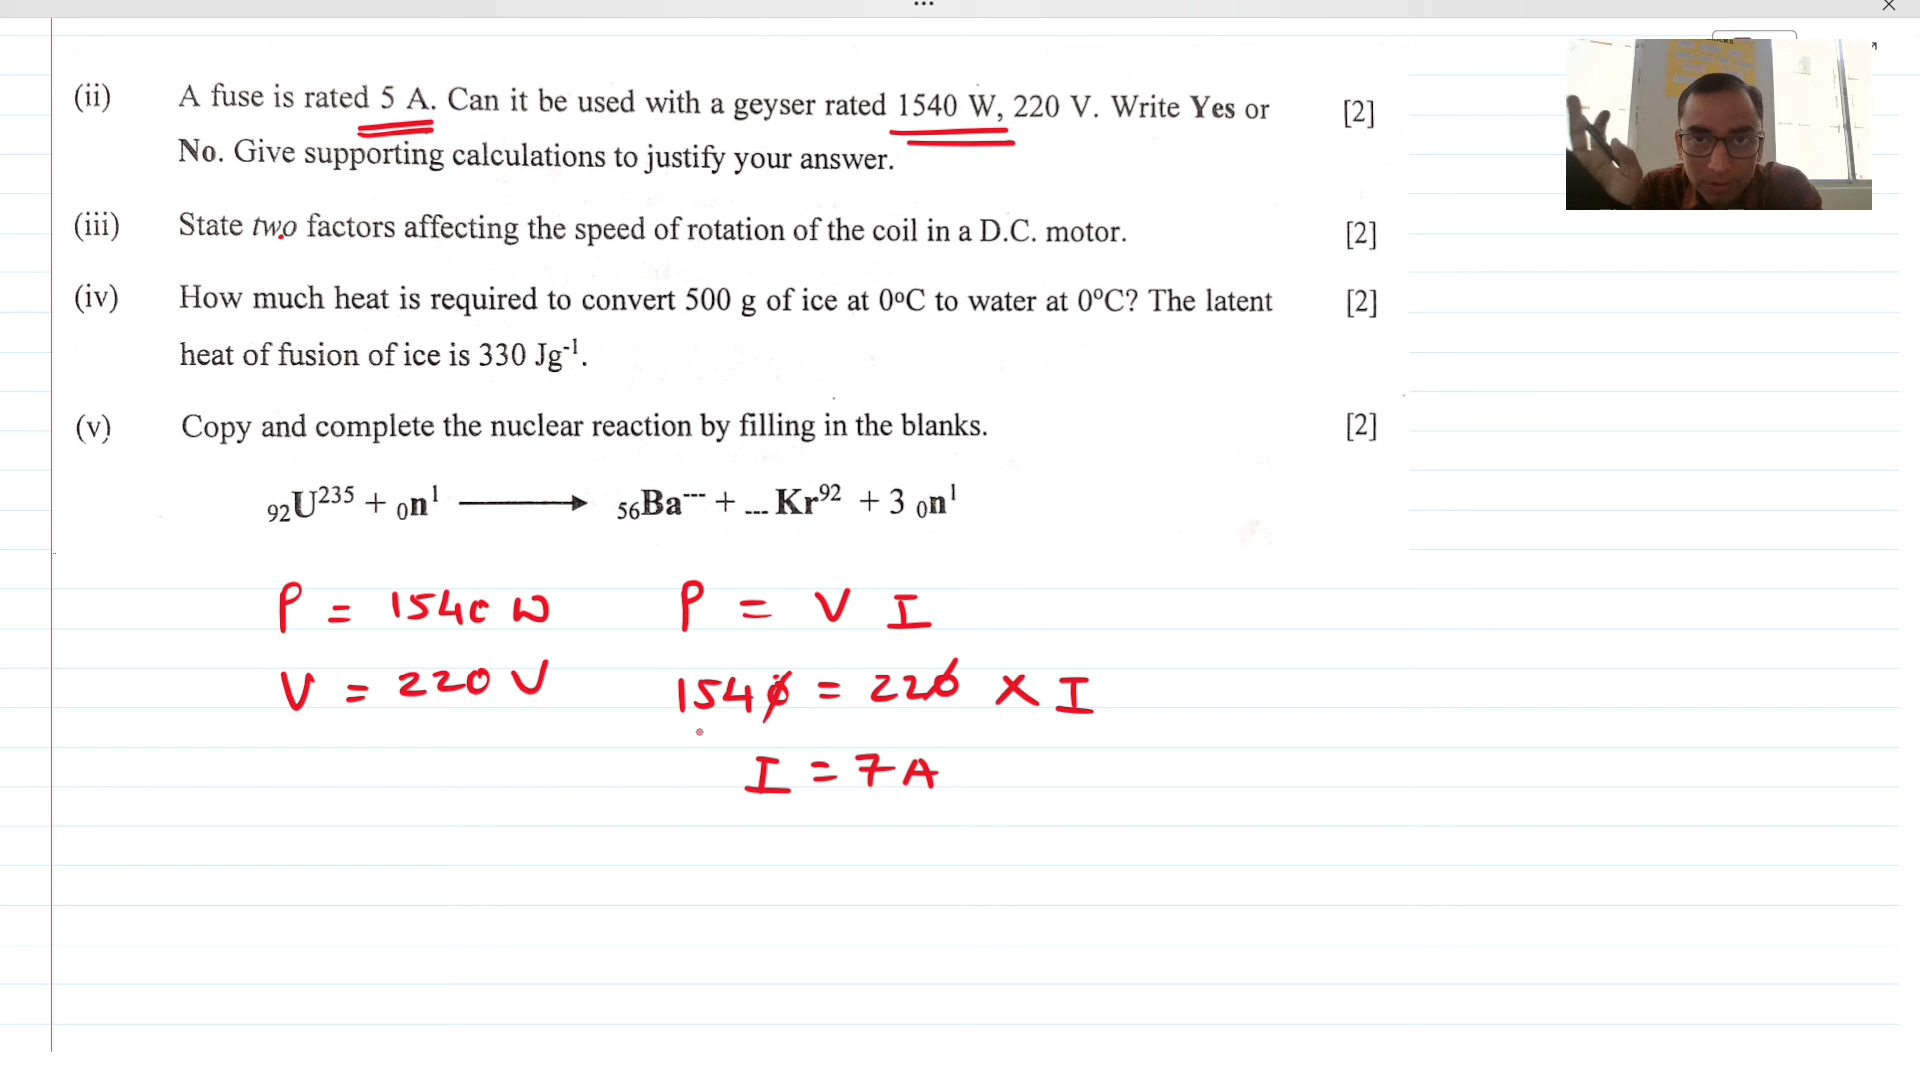 (ii) A fuse is rated 5 A. Can it be used with a geyser rated 1540 W, 220 V. Write Yes or [2]
No. Give supporting calculations to justify your answer.
(iii) State two factors affecting the speed of rotation of the coil in a D.C. motor. [2]
(iv) How much heat is required to convert 500 g of ice at 0ºC to water at 0ºC? The latent [2]
heat of fusion of ice is 330 Jg⁻¹.
(v) Copy and complete the nuclear reaction by filling in the blanks. [2]
₉₂U²³⁵ + ₀n¹ ⟶ ₅₆Ba⁻⁻⁻ + ... Kr⁹² + 3 ₀n¹
P = 1540 W P = V I
V = 220 V 1540 = 220 X I
I = 7 A